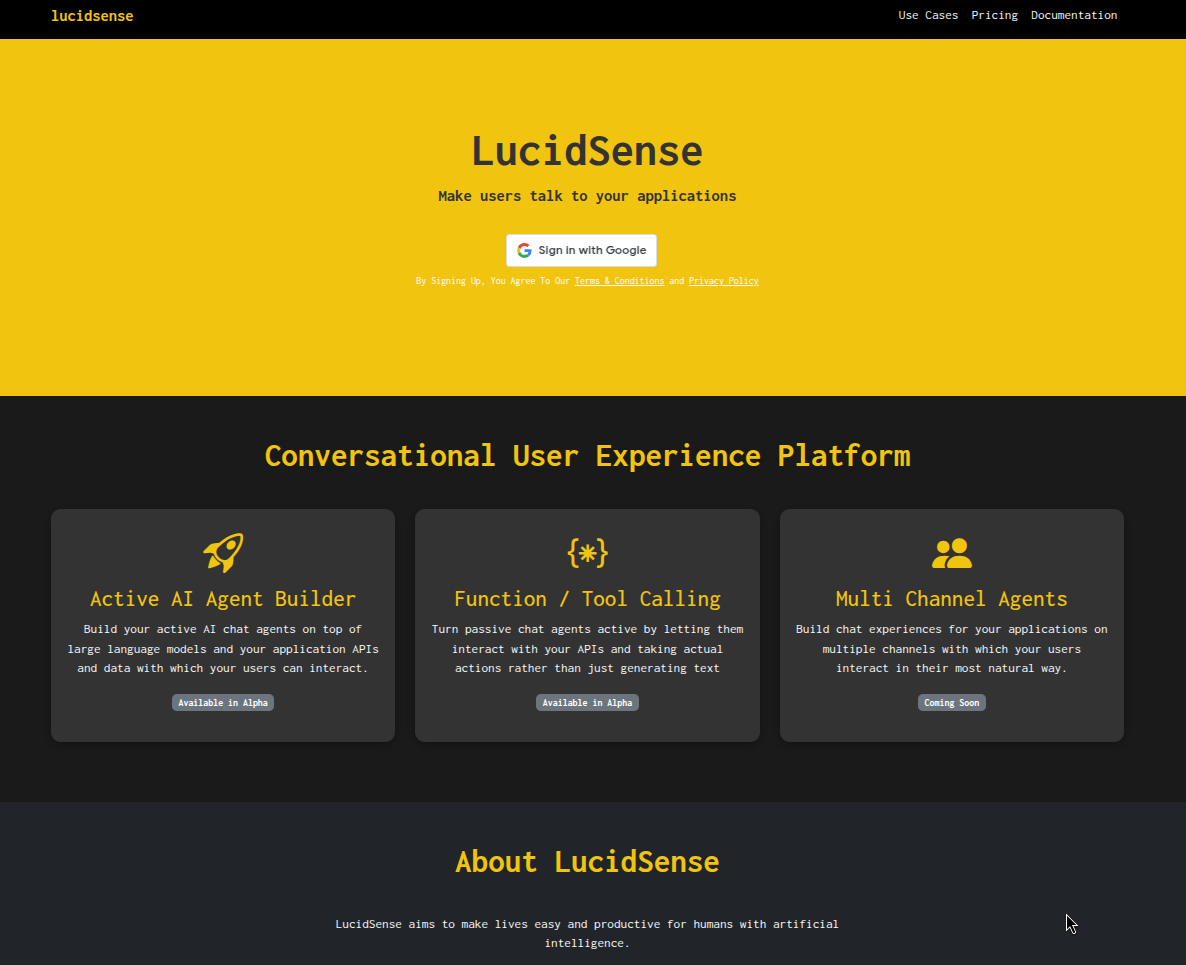 lucidsense
Use Cases Pricing Documentation
LucidSense
Make users talk to your applications
Sign in with Google
By Signing Up, You Agree To Our Terms & Conditions and Privacy Policy
Conversational User Experience Platform
{*}
Active AI Agent Builder
Build your active AI chat agents on top of
large language models and your application APIs
and data with which your users can interact.
Available in Alpha
Function / Tool Calling
Turn passive chat agents active by letting them
interact with your APIs and taking actual
actions rather than just generating text
Available in Alpha
Multi Channel Agents
Build chat experiences for your applications on
multiple channels with which your users
interact in their most natural way.
Coming Soon
About LucidSense
LucidSense aims to make lives easy and productive for humans with artificial
intelligence.